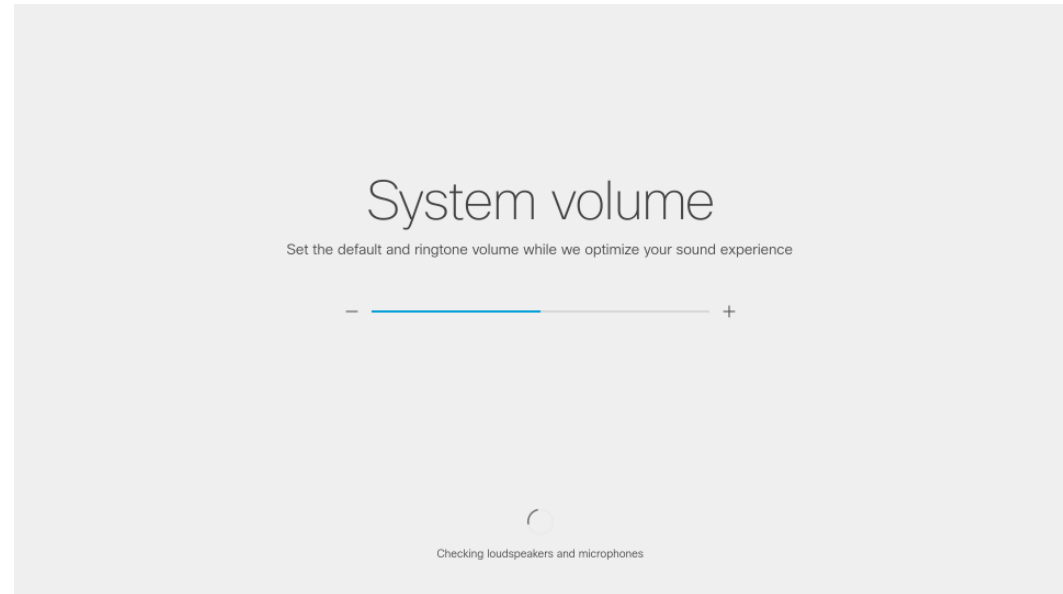 System volume
Set the default and ringtone volume while we optimize your sound experience
− +
Checking loudspeakers and microphones